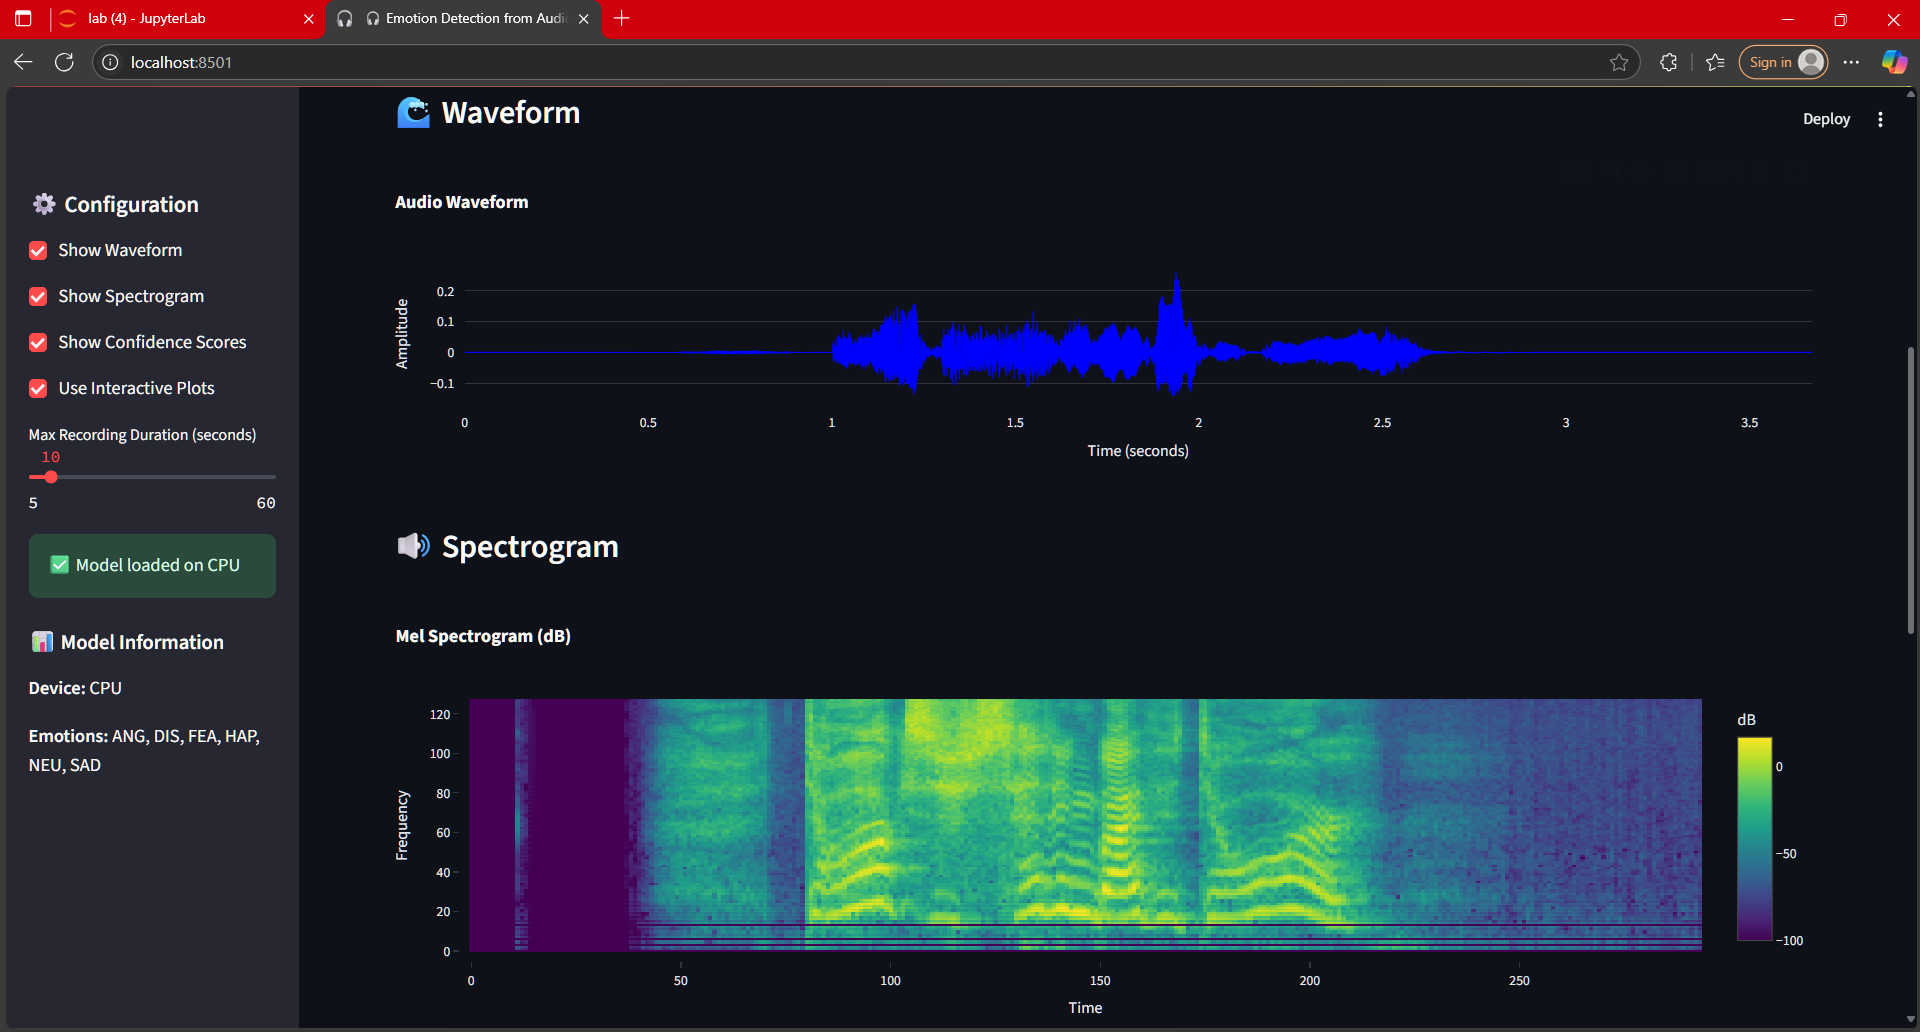 lab (4) - JupyterLab
Emotion Detection from Audi
localhost:8501
Sign in
Deploy
Configuration
Show Waveform
Show Spectrogram
Show Confidence Scores
Use Interactive Plots
Max Recording Duration (seconds)
10
5 60
Model loaded on CPU
Model Information
Device: CPU
Emotions: ANG, DIS, FEA, HAP,
NEU, SAD
Waveform
Audio Waveform
Amplitude
0.2
0.1
0
−0.1
0 0.5 1 1.5 2 2.5 3 3.5
Time (seconds)
Spectrogram
Mel Spectrogram (dB)
Frequency
120
100
80
60
40
20
0
0 50 100 150 200 250
Time
dB
0
−50
−100